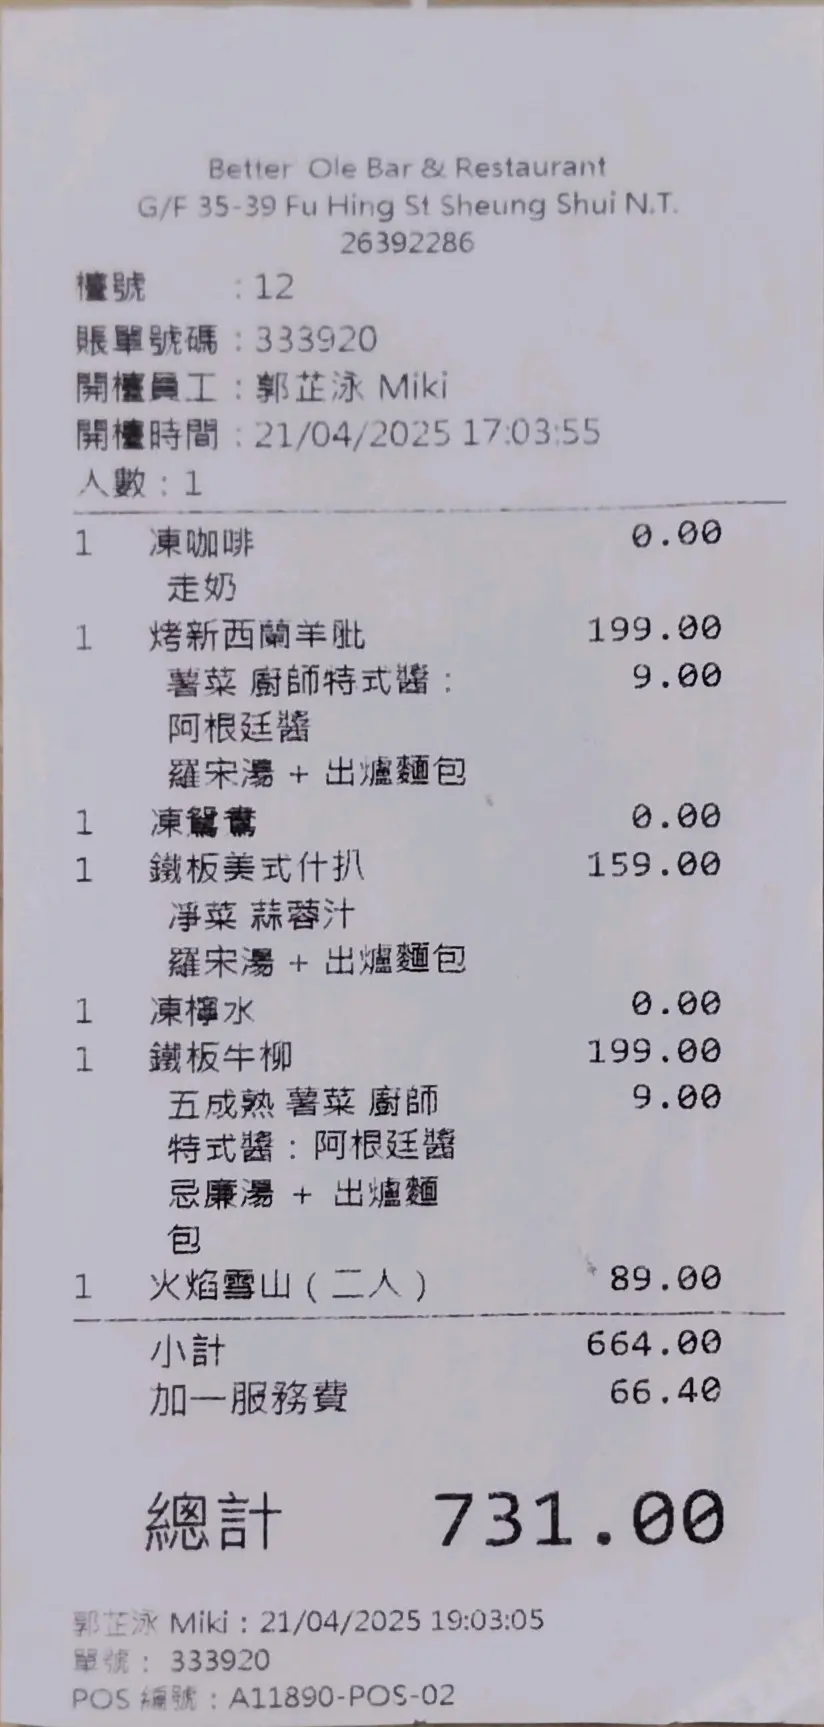 Better Ole Bar & Restaurant
G/F 35-39 Fu Hing St Sheung Shui N.T.
26392286
檯號 : 12
賬單號碼 : 333920
開檯員工 : 郭芷泳 Miki
開檯時間 : 21/04/2025 17:03:55
人數 : 1
1 凍咖啡 0.00
走奶
1 烤新西蘭羊肶 199.00
薯菜 廚師特式醬 : 9.00
阿根廷醬
羅宋湯 + 出爐麵包
1 凍鴛鴦 0.00
1 鐵板美式什扒 159.00
凈菜 蒜蓉汁
羅宋湯 + 出爐麵包
1 凍檸水 0.00
1 鐵板牛柳 199.00
五成熟 薯菜 廚師 9.00
特式醬 : 阿根廷醬
忌廉湯 + 出爐麵
包
1 火焰雪山 ( 二人 ) 89.00
小計 664.00
加一服務費 66.40
總計 731.00
郭芷泳 Miki : 21/04/2025 19:03:05
單號 : 333920
POS 編號 : A11890-POS-02